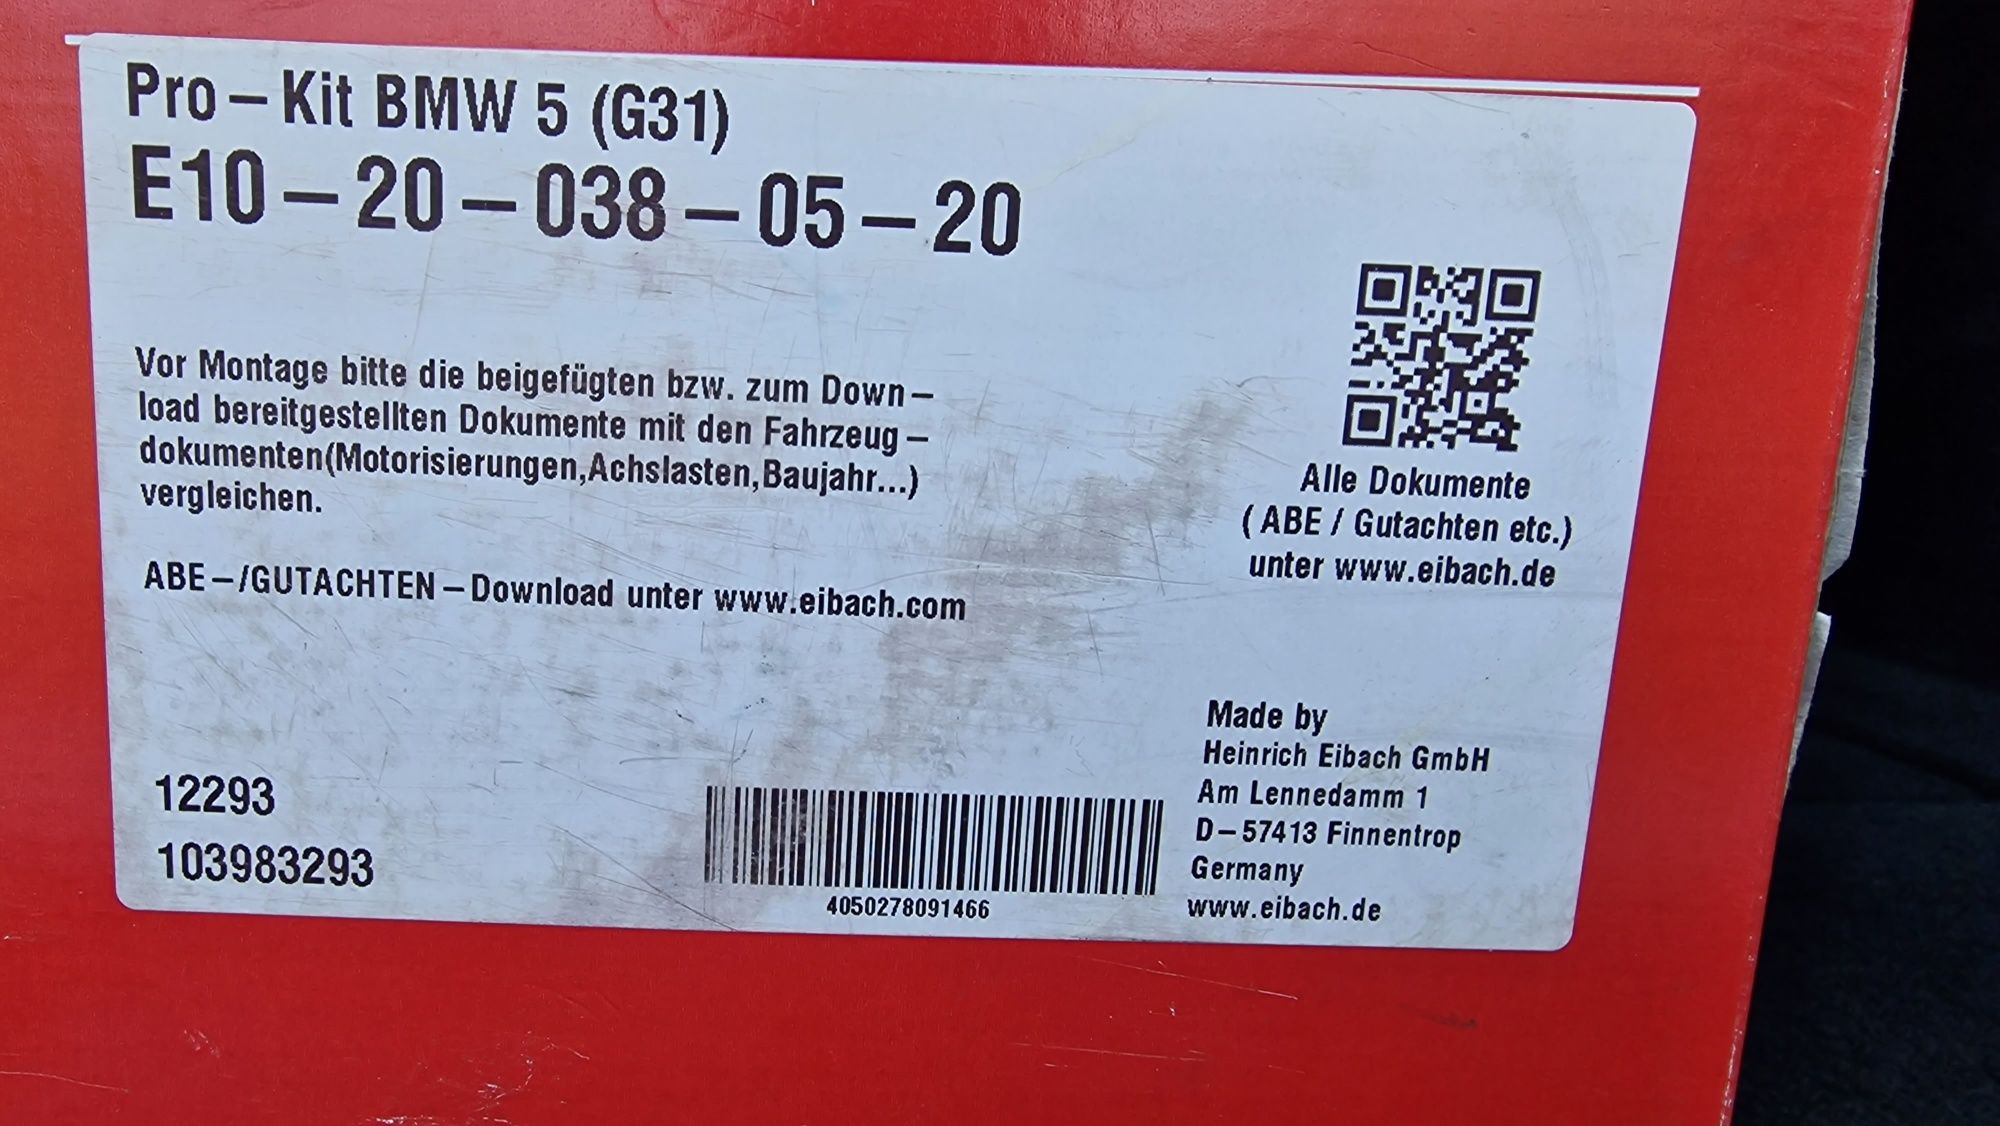 Pro-Kit BMW 5 (G31)
E10-20-038-05-20
Vor Montage bitte die beigefügten bzw. zum Down-
load bereitgestellten Dokumente mit den Fahrzeug-
dokumenten(Motorisierungen,Achslasten,Baujahr...)
vergleichen.
ABE-/GUTACHTEN-Download unter www.eibach.com
Alle Dokumente
( ABE / Gutachten etc.)
unter www.eibach.de
12293
103983293
4050278091466
Made by
Heinrich Eibach GmbH
Am Lennedamm 1
D-57413 Finnentrop
Germany
www.eibach.de